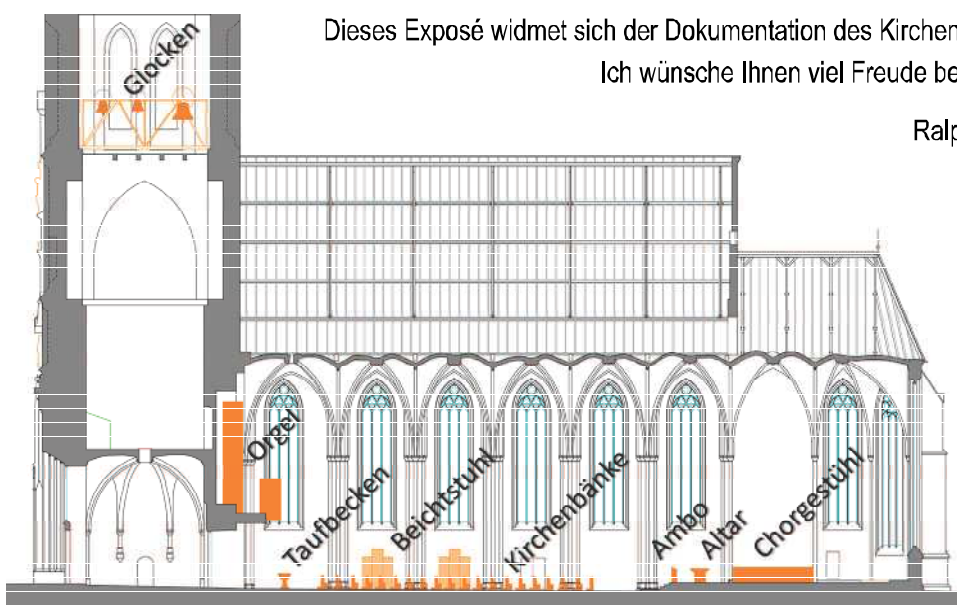 Dieses Exposé widmet sich der Dokumentation des Kirchen
Ich wünsche Ihnen viel Freude be
Ralp
Glocken
Orgel
Taufbecken
Beichtstuhl
Kirchenbänke
Ambo
Altar
Chorgestühl